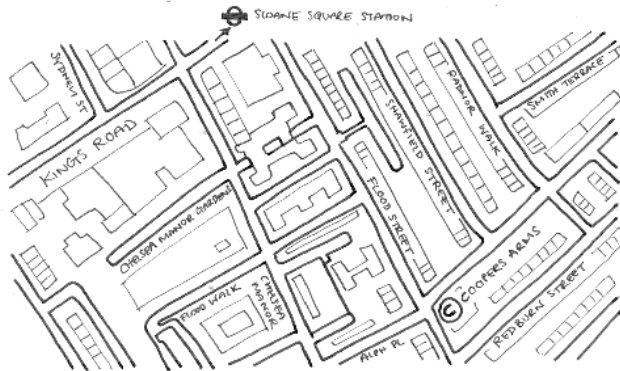 SLOANE SQUARE STATION
SYDNEY ST
KINGS ROAD
RADNOR WALK
SMITH TERRACE
SHAWFIELD STREET
FLOOD STREET
CHELSEA MANOR GARDENS
FLOOD WALK
CHELSEA
MANOR
C COOPERS ARMS
REDBURN STREET
ALPH PL.